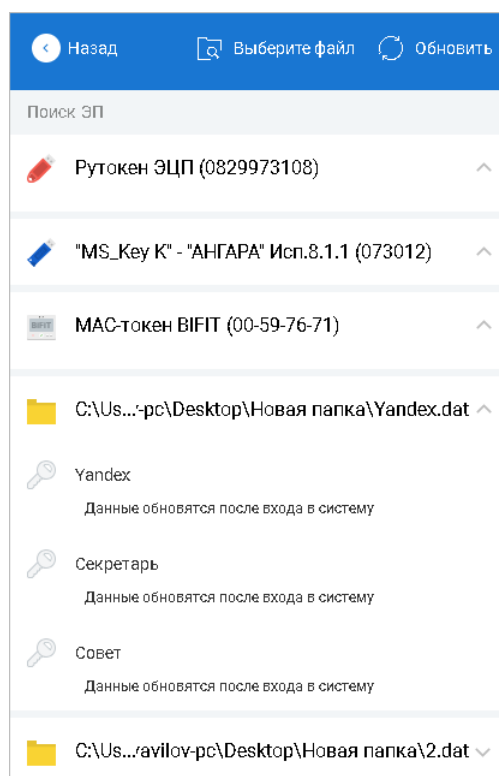 Назад Выберите файл Обновить
Поиск ЭП
Рутокен ЭЦП (0829973108)
"MS_Key K" - "АНГАРА" Исп.8.1.1 (073012)
BIFIT МАС-токен BIFIT (00-59-76-71)
C:\Us...r-pc\Desktop\Новая папка\Yandex.dat
Yandex
Данные обновятся после входа в систему
Секретарь
Данные обновятся после входа в систему
Совет
Данные обновятся после входа в систему
C:\Us...avilov-pc\Desktop\Новая папка\2.dat